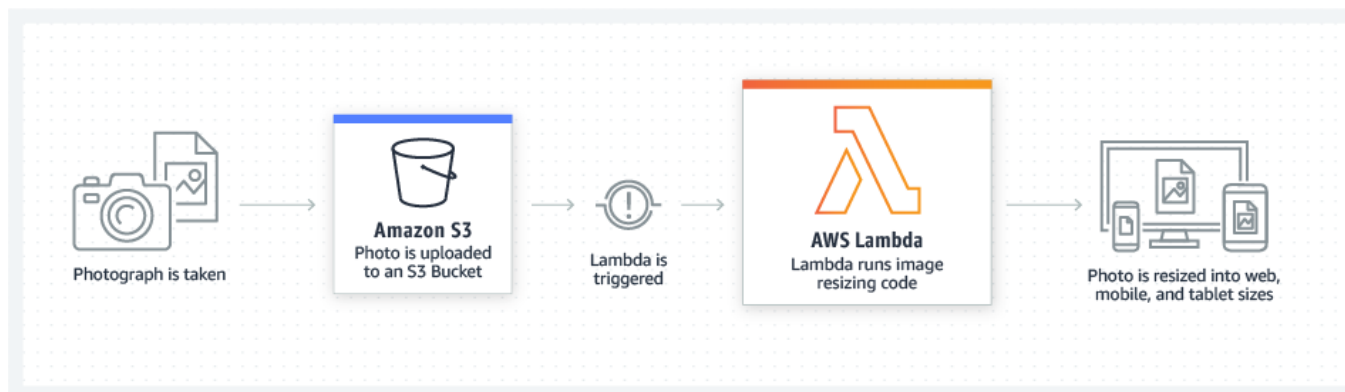 Photograph is taken
Amazon S3
Photo is uploaded
to an S3 Bucket
Lambda is
triggered
AWS Lambda
Lambda runs image
resizing code
Photo is resized into web,
mobile, and tablet sizes